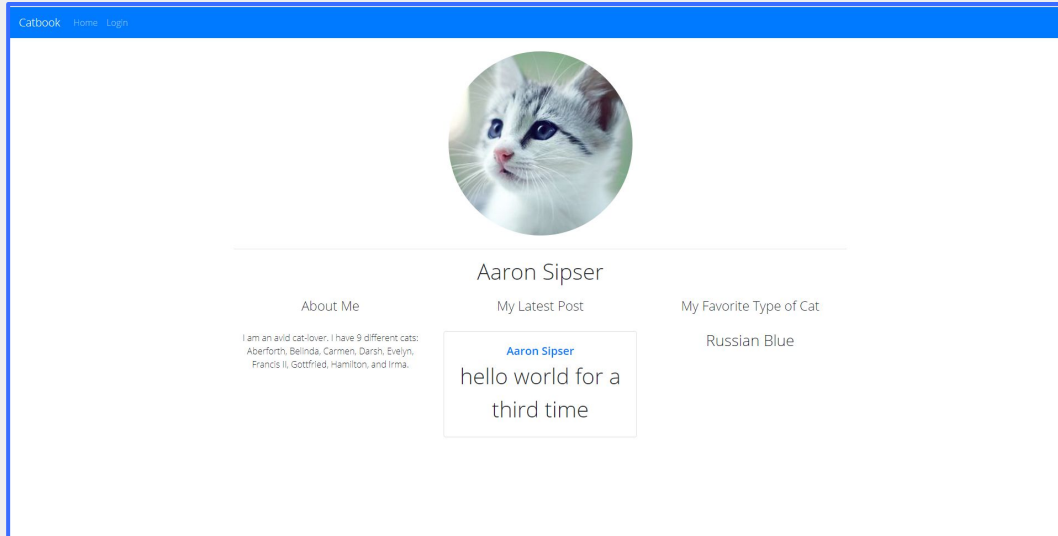 Catbook Home Login
Aaron Sipser
About Me
I am an avid cat-lover. I have 9 different cats:
Aberforth, Belinda, Carmen, Darsh, Evelyn,
Francis II, Gottfried, Hamilton, and Irma.
My Latest Post
Aaron Sipser
hello world for a
third time
My Favorite Type of Cat
Russian Blue